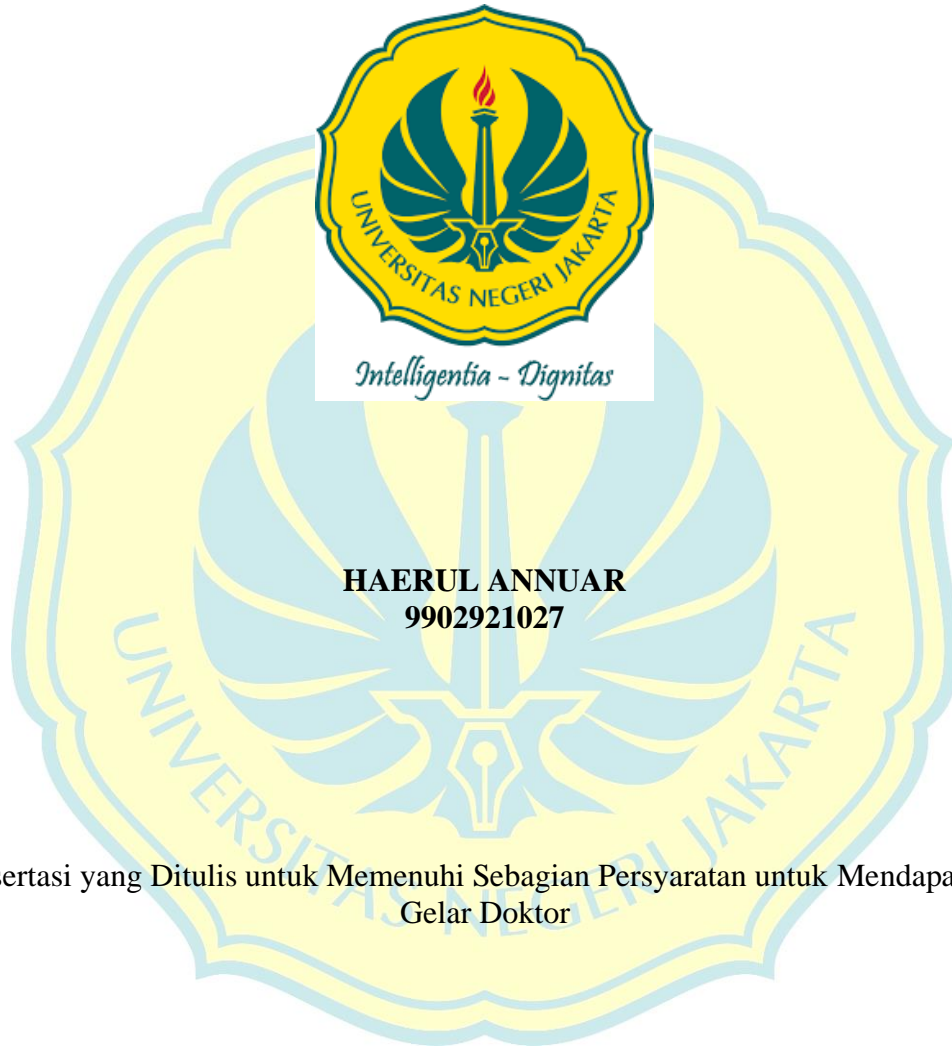 UNIVERSITAS NEGERI JAKARTA
Intelligentia - Dignitas
HAERUL ANNUAR
9902921027
UNIVERSITAS NEGERI JAKARTA
sertasi yang Ditulis untuk Memenuhi Sebagian Persyaratan untuk Mendapa
Gelar Doktor